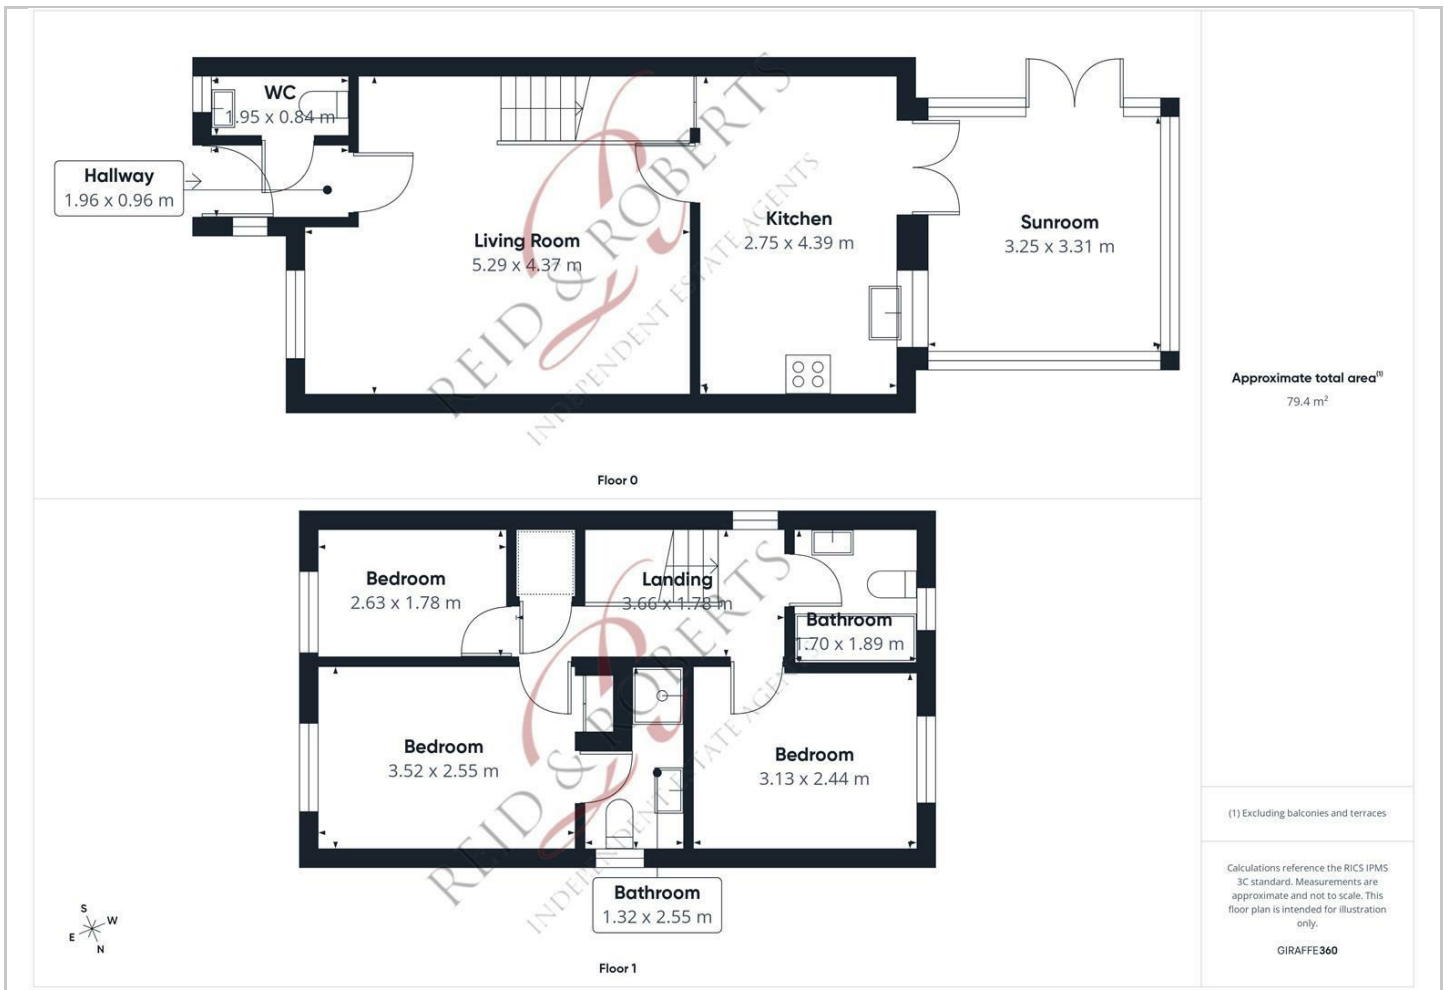 WC
1.95 x 0.84 m
Hallway
1.96 x 0.96 m
Living Room
5.29 x 4.37 m
Kitchen
2.75 x 4.39 m
Sunroom
3.25 x 3.31 m
REID & ROBERTS
INDEPENDENT ESTATE AGENTS
Floor 0
Approximate total area(1)
79.4 m²
Bedroom
2.63 x 1.78 m
Landing
3.66 x 1.78 m
Bathroom
1.70 x 1.89 m
Bedroom
3.52 x 2.55 m
Bedroom
3.13 x 2.44 m
Bathroom
1.32 x 2.55 m
REID & ROBERTS
INDEPENDENT ESTATE AGENTS
S
W
E
N
Floor 1
(1) Excluding balconies and terraces
Calculations reference the RICS IPMS
3C standard. Measurements are
approximate and not to scale. This
floor plan is intended for illustration
only.
GIRAFFE360